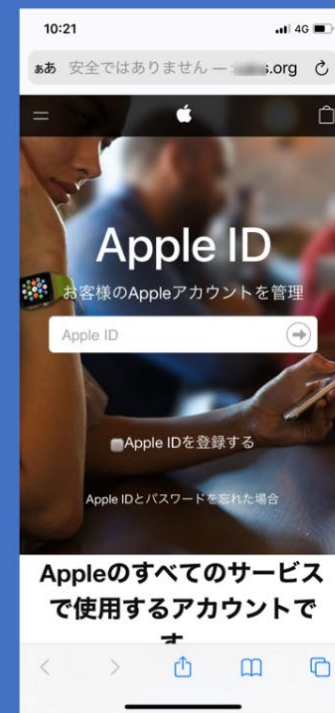 10:21
4G
ぁあ 安全ではありません — s.org
Apple ID
お客様のAppleアカウントを管理
Apple ID
Apple IDを登録する
Apple IDとパスワードを忘れた場合
Appleのすべてのサービス
で使用するアカウントで
す